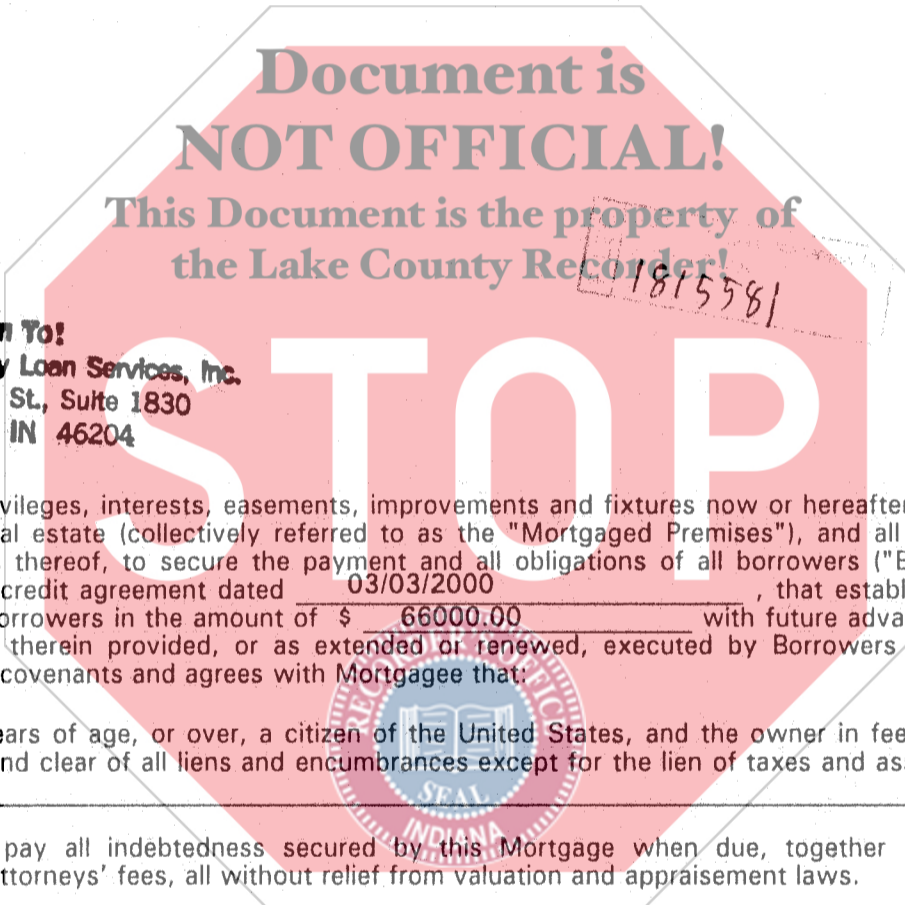 Document is
NOT OFFICIAL!
This Document is the property of
the Lake County Recorder!
1815581
To!
Loan Services, Inc.
St., Suite 1830
IN 46204
STOP
vileges, interests, easements, improvements and fixtures now or hereafter
al estate (collectively referred to as the "Mortgaged Premises"), and all
thereof, to secure the payment and all obligations of all borrowers ("B
credit agreement dated 03/03/2000 , that establ
orrowers in the amount of $ 66000.00 with future adva
therein provided, or as extended or renewed, executed by Borrowers
covenants and agrees with Mortgagee that:
RECORDER'S OFFICE
ears of age, or over, a citizen of the United States, and the owner in fee
nd clear of all liens and encumbrances except for the lien of taxes and as
SEAL
INDIANA
pay all indebtedness secured by this Mortgage when due, together
ttorneys' fees, all without relief from valuation and appraisement laws.